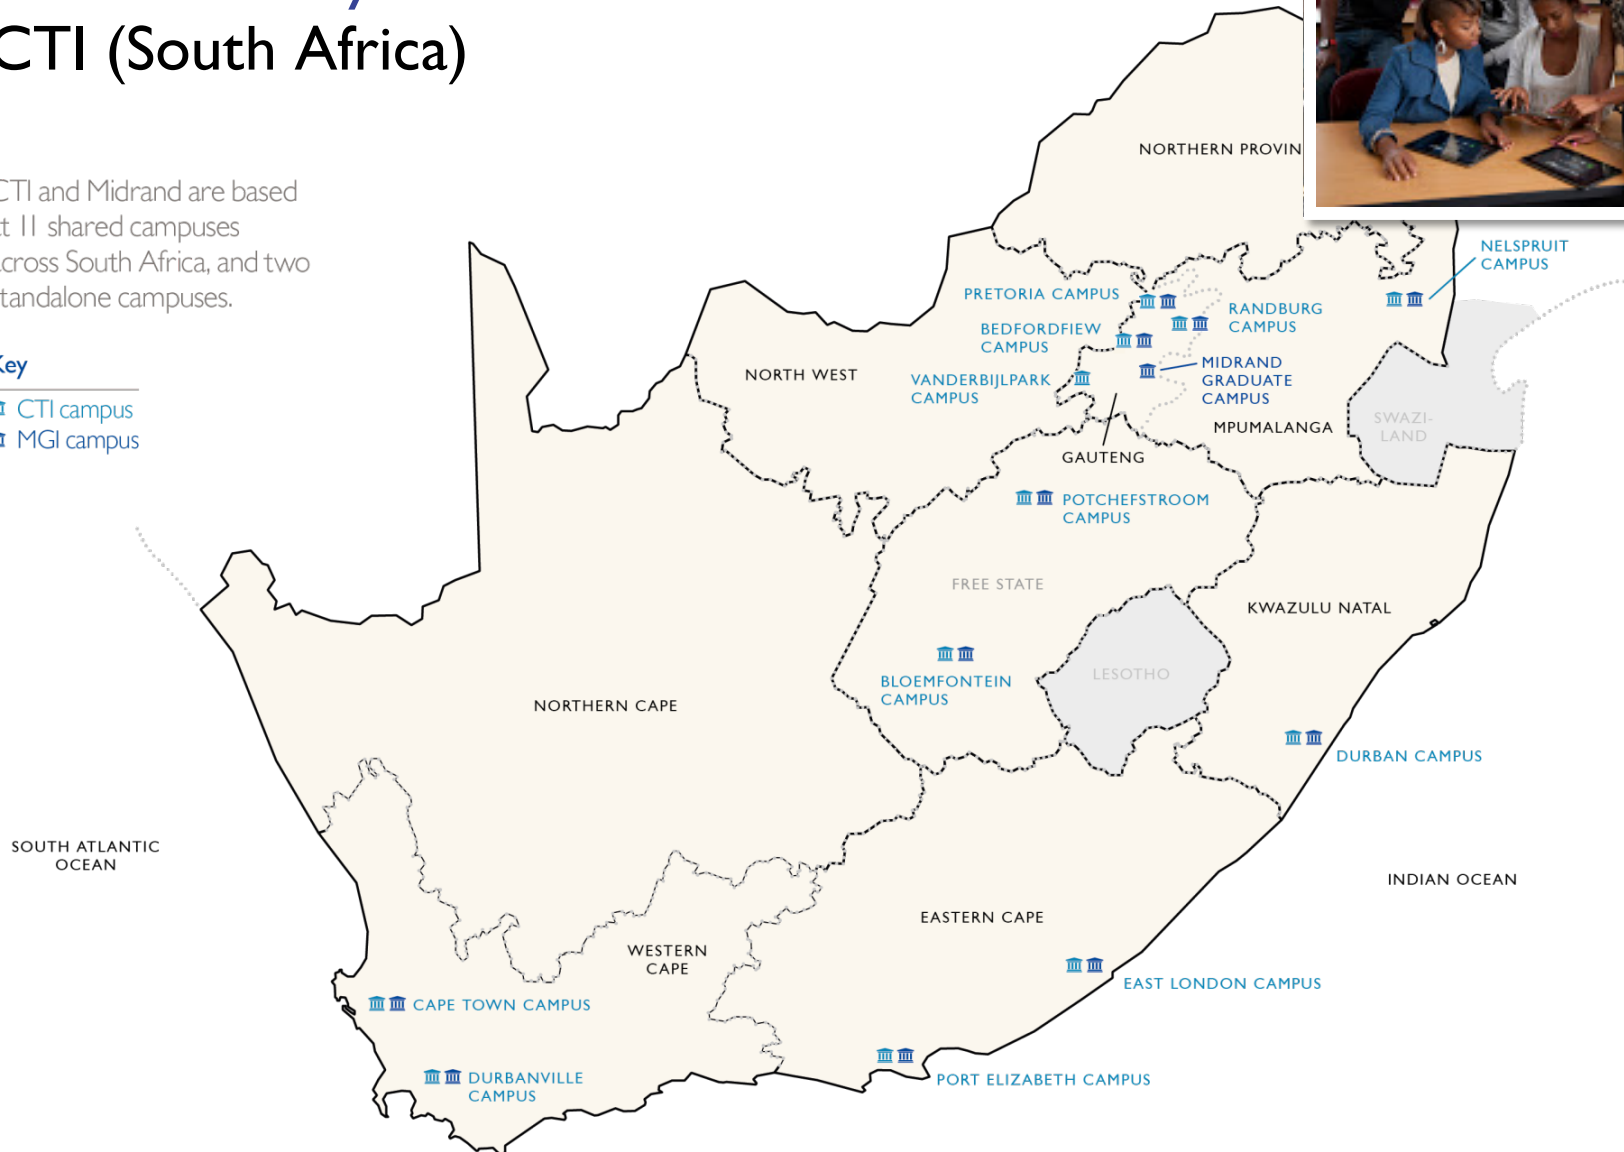 CTI (South Africa)
CTI and Midrand are based
at 11 shared campuses
across South Africa, and two
standalone campuses.
Key
CTI campus
MGI campus
NORTHERN PROVIN
NELSPRUIT
CAMPUS
PRETORIA CAMPUS
RANDBURG
CAMPUS
BEDFORDFIEW
CAMPUS
MIDRAND
GRADUATE
CAMPUS
NORTH WEST
VANDERBIJLPARK
CAMPUS
MPUMALANGA
SWAZI-
LAND
GAUTENG
POTCHEFSTROOM
CAMPUS
FREE STATE
KWAZULU NATAL
LESOTHO
BLOEMFONTEIN
CAMPUS
NORTHERN CAPE
DURBAN CAMPUS
SOUTH ATLANTIC
OCEAN
INDIAN OCEAN
EASTERN CAPE
WESTERN
CAPE
EAST LONDON CAMPUS
CAPE TOWN CAMPUS
DURBANVILLE
CAMPUS
PORT ELIZABETH CAMPUS